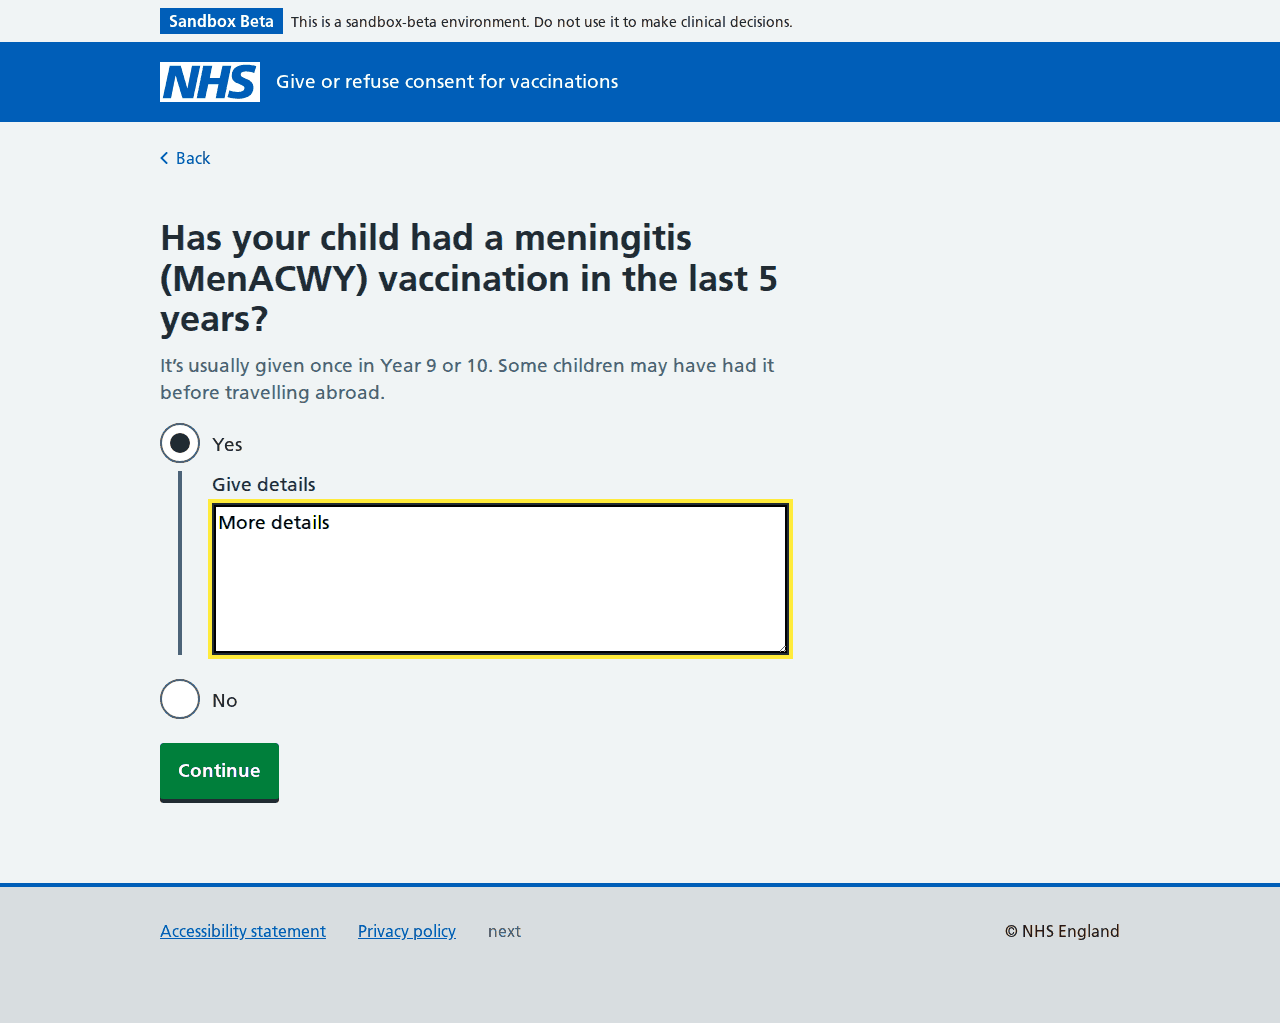 Sandbox Beta This is a sandbox-beta environment. Do not use it to make clinical decisions.
NHS Give or refuse consent for vaccinations
Back
Has your child had a meningitis
(MenACWY) vaccination in the last 5
years?
It’s usually given once in Year 9 or 10. Some children may have had it
before travelling abroad.
Yes
Give details
More details
No
Continue
Accessibility statement Privacy policy next © NHS England